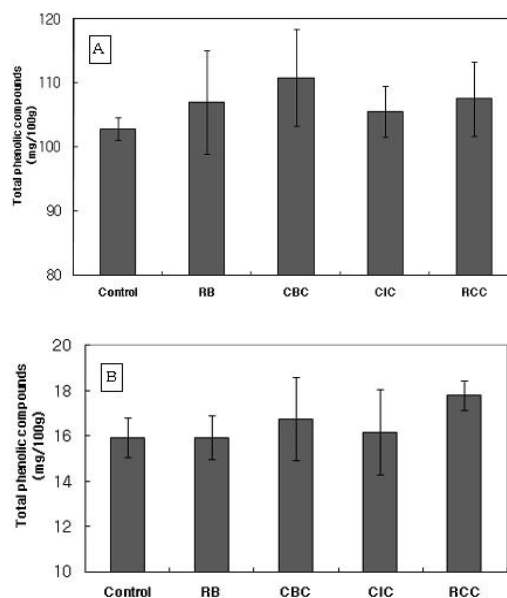 A
Total phenolic compounds
(mg/100g)
120
110
100
90
80
Control RB CBC CIC RCC
B
Total phenolic compounds
(mg/100g)
20
18
16
14
12
10
Control RB CBC CIC RCC